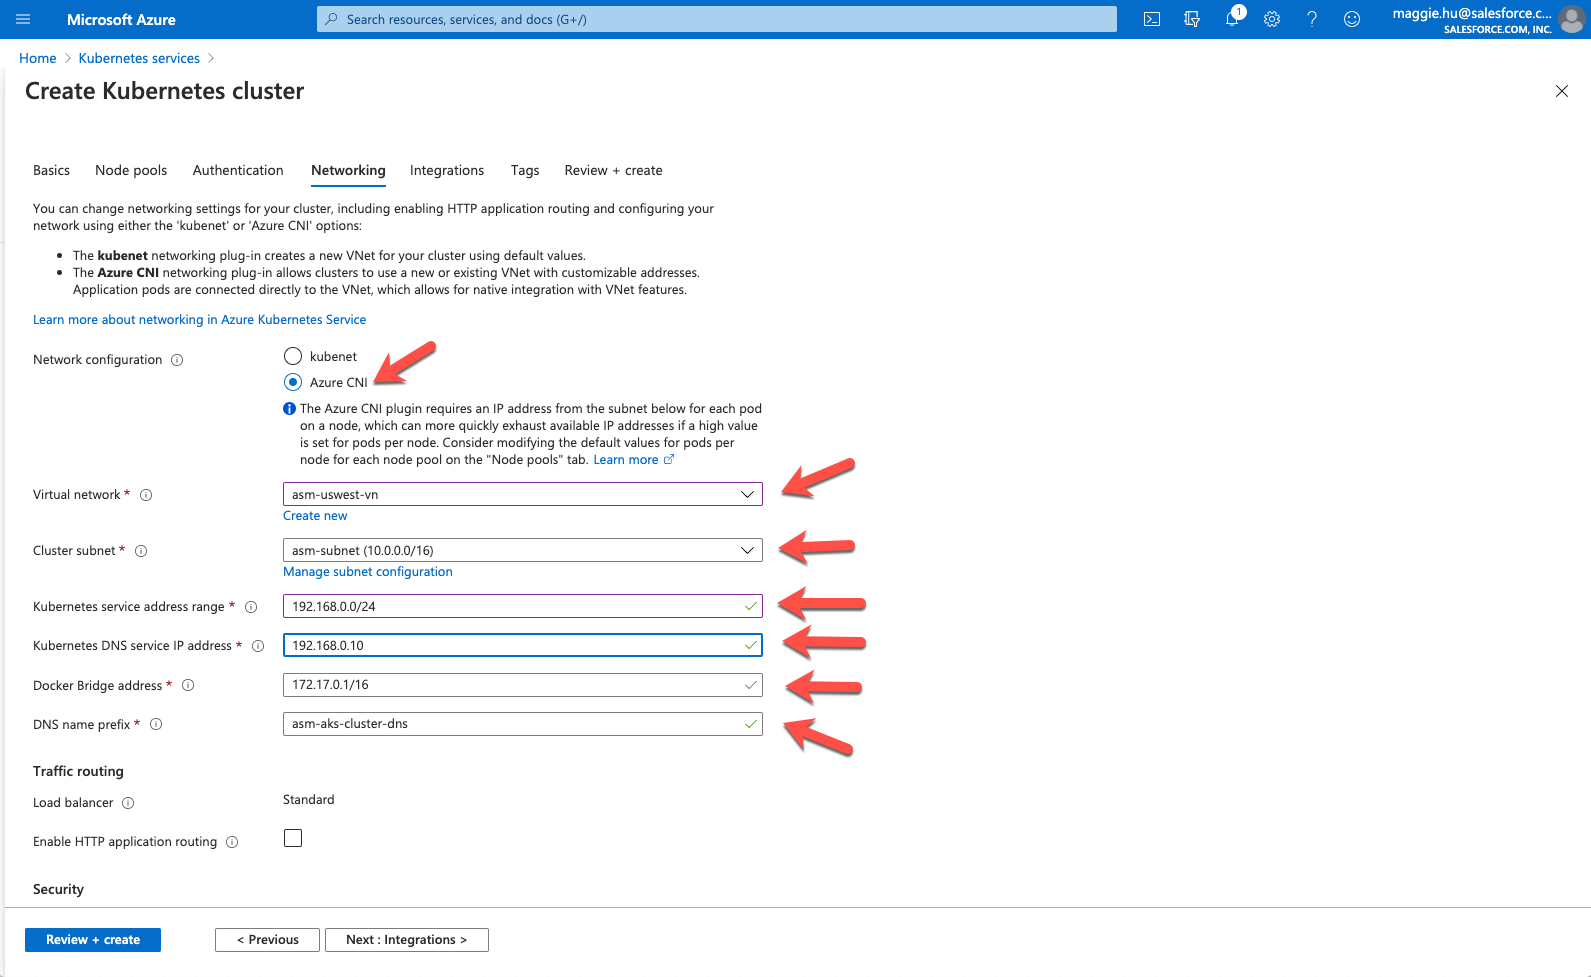 Microsoft Azure
Search resources, services, and docs (G+/)
1
maggie.hu@salesforce.c...
SALESFORCE.COM, INC.
Home > Kubernetes services >
Create Kubernetes cluster
Basics Node pools Authentication Networking Integrations Tags Review + create
You can change networking settings for your cluster, including enabling HTTP application routing and configuring your
network using either the 'kubenet' or 'Azure CNI' options:
• The kubenet networking plug-in creates a new VNet for your cluster using default values.
• The Azure CNI networking plug-in allows clusters to use a new or existing VNet with customizable addresses.
Application pods are connected directly to the VNet, which allows for native integration with VNet features.
Learn more about networking in Azure Kubernetes Service
Network configuration
kubenet
Azure CNI
The Azure CNI plugin requires an IP address from the subnet below for each pod
on a node, which can more quickly exhaust available IP addresses if a high value
is set for pods per node. Consider modifying the default values for pods per
node for each node pool on the "Node pools" tab. Learn more
Virtual network * asm-uswest-vn
Create new
Cluster subnet * asm-subnet (10.0.0.0/16)
Manage subnet configuration
Kubernetes service address range * 192.168.0.0/24
Kubernetes DNS service IP address * 192.168.0.10
Docker Bridge address * 172.17.0.1/16
DNS name prefix * asm-aks-cluster-dns
Traffic routing
Load balancer Standard
Enable HTTP application routing
Security
Review + create < Previous Next : Integrations >